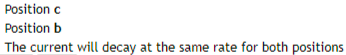 Position c
Position b
The current will decay at the same rate for both positions